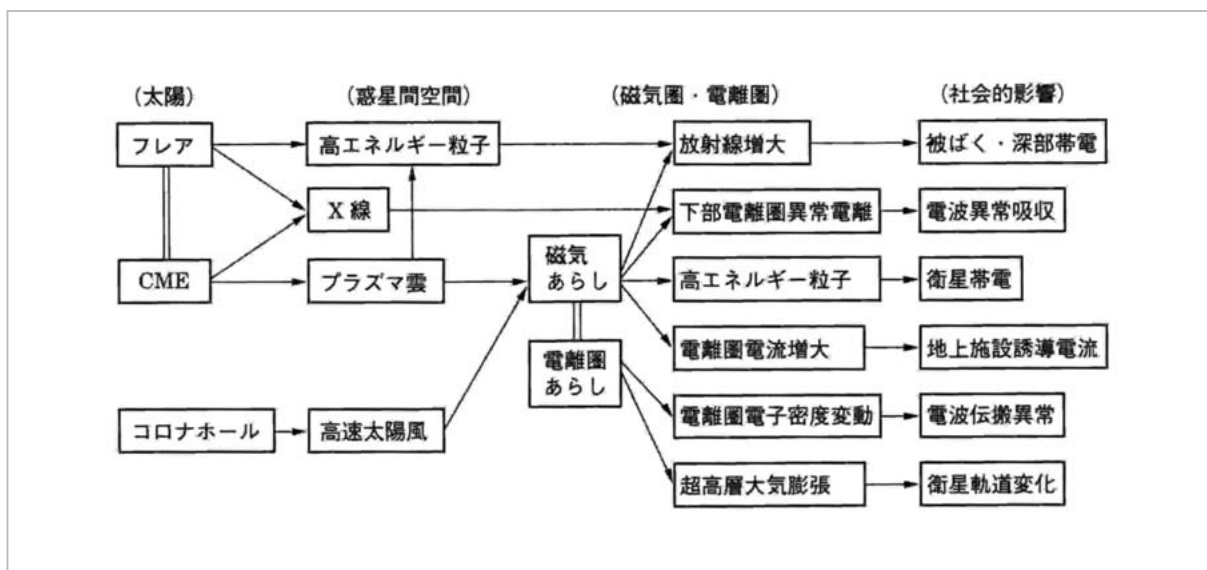 (太陽)
(惑星間空間)
(磁気圏・電離圏)
(社会的影響)
フレア
高エネルギー粒子
放射線増大
被ばく・深部帯電
X線
下部電離圏異常電離
電波異常吸収
CME
プラズマ雲
磁気
あらし
高エネルギー粒子
衛星帯電
電離圏
あらし
電離圏電流増大
地上施設誘導電流
コロナホール
高速太陽風
電離圏電子密度変動
電波伝搬異常
超高層大気膨張
衛星軌道変化